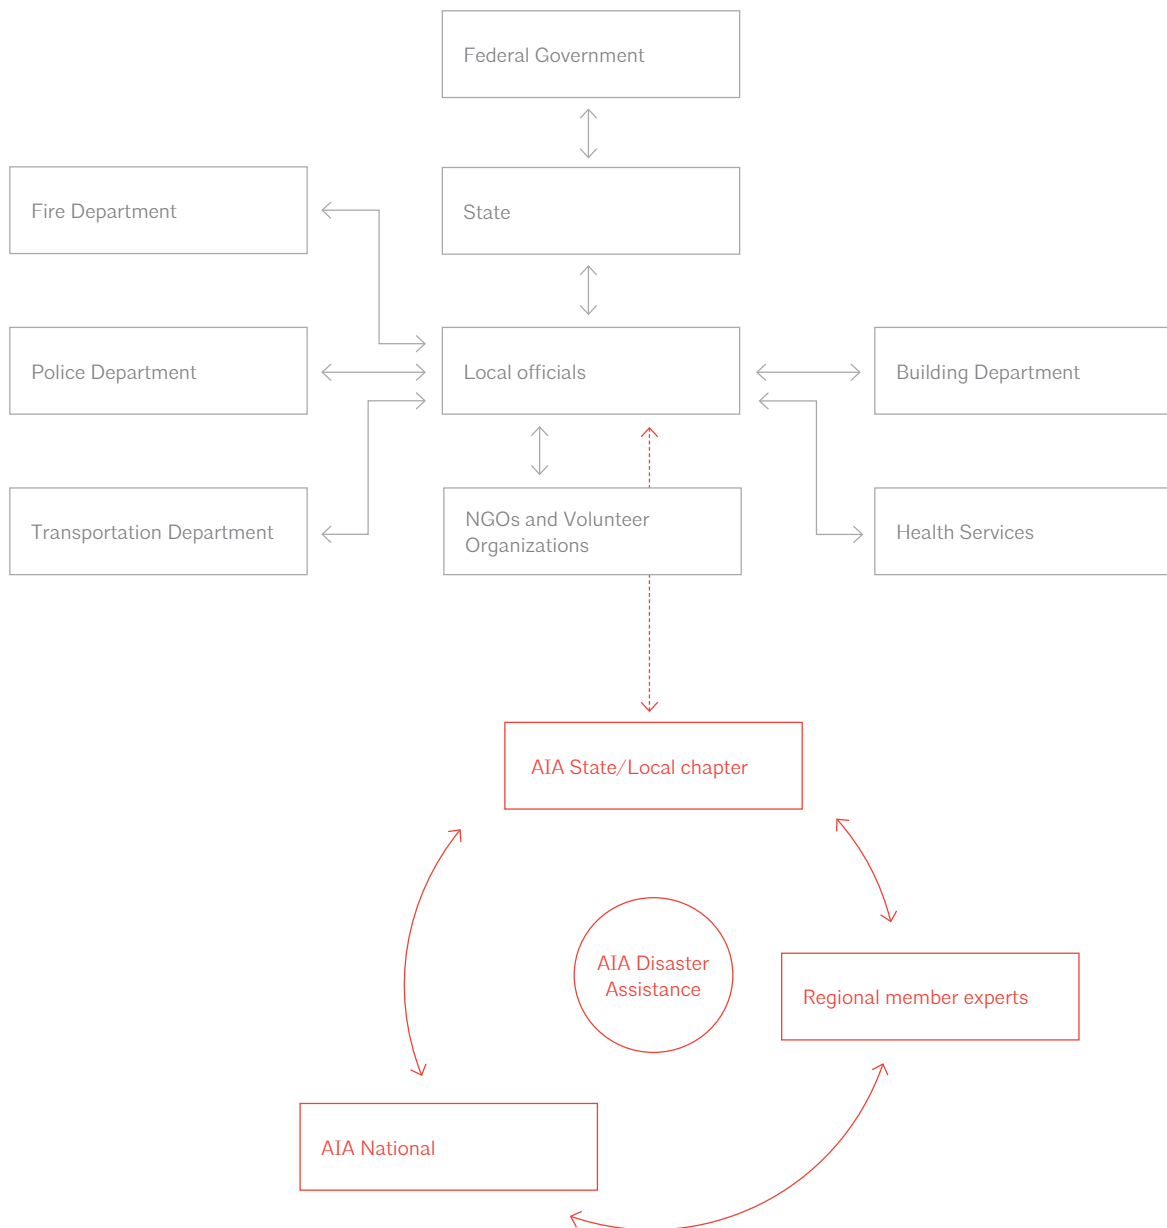 Federal Government
Fire Department
State
Police Department
Local officials
Building Department
Transportation Department
NGOs and Volunteer
Organizations
Health Services
AIA State/Local chapter
AIA Disaster
Assistance
Regional member experts
AIA National